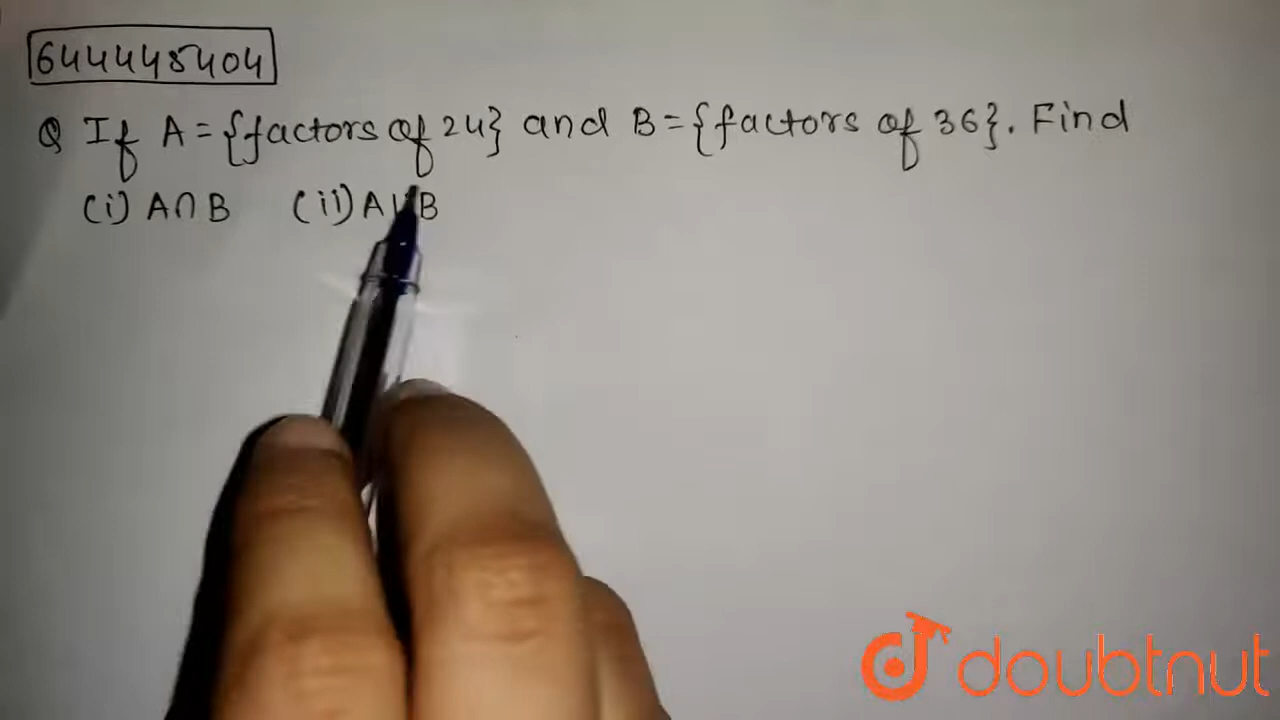 644445404
Q If A = {factors of 24} and B = {factors of 36}. Find
(i) A∩B (ii) A∪B
doubtnut